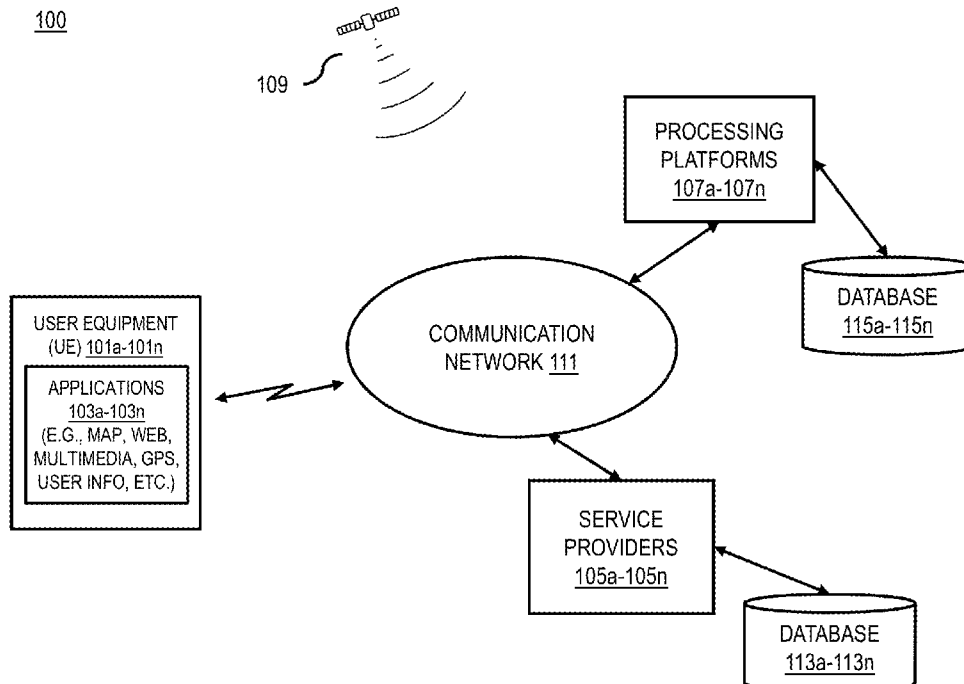 100
109
PROCESSING
PLATFORMS
107a-107n
DATABASE
115a-115n
COMMUNICATION
NETWORK 111
USER EQUIPMENT
(UE) 101a-101n
APPLICATIONS
103a-103n
(E.G., MAP, WEB,
MULTIMEDIA, GPS,
USER INFO, ETC.)
SERVICE
PROVIDERS
105a-105n
DATABASE
113a-113n